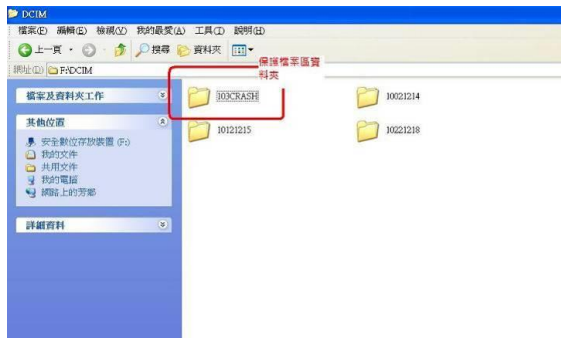 DCIM
檔案(F) 編輯(E) 檢視(V) 我的最愛(A) 工具(T) 說明(H)
上一頁 搜尋 資料夾
網址(D) F:\DCIM
保護檔案區資
料夾
檔案及資料夾工作
其他位置
安全數位存放裝置 (F:)
我的文件
共用文件
我的電腦
網路上的芳鄰
詳細資料
103CRASH
10021214
10121215
10221218